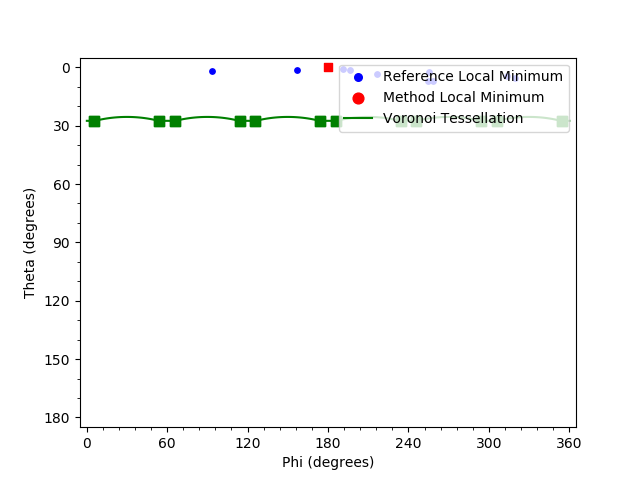 0
30
60
90
120
150
180
Theta (degrees)
Reference Local Minimum
Method Local Minimum
Voronoi Tessellation
0
60
120
180
240
300
360
Phi (degrees)